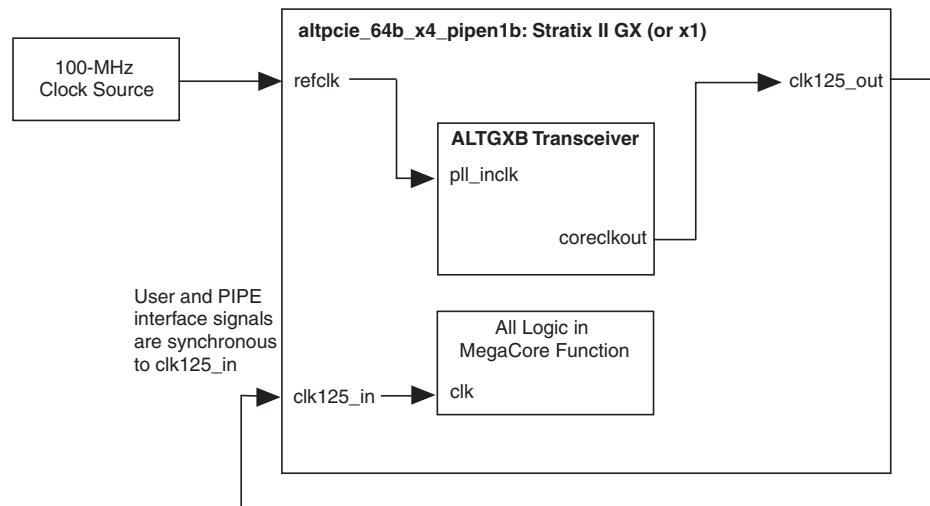 altpcie_64b_x4_pipen1b: Stratix II GX (or x1)
100-MHz
Clock Source
refclk
clk125_out
ALTGXB Transceiver
pll_inclk
coreclkout
User and PIPE
interface signals
are synchronous
to clk125_in
All Logic in
MegaCore Function
clk125_in
clk